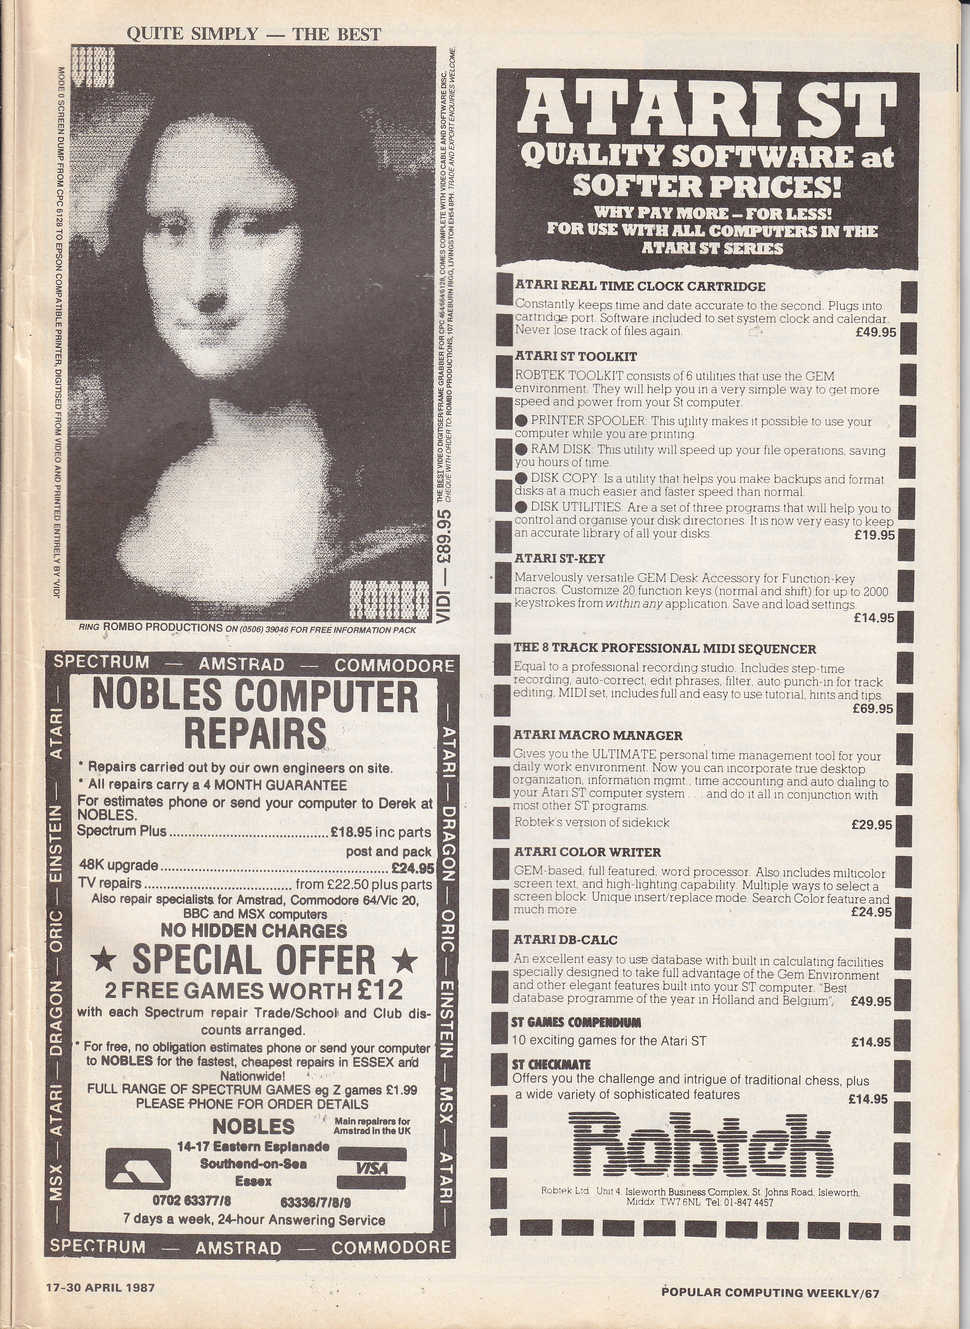 QUITE SIMPLY — THE BEST
VIDI
MODE 0 SCREEN DUMP FROM CPC 6128 TO EPSON COMPATIBLE PRINTER, DIGITISED FROM VIDEO AND PRINTED ENTIRELY BY 'VIDI'
VIDI — £89.95 THE BEST VIDEO DIGITISER/FRAME GRABBER FOR CPC 464/664/6128, COMES COMPLETE WITH VIDEO CABLE AND SOFTWARE DISC.
CHEQUE WITH ORDER TO: ROMBO PRODUCTIONS, 107 RAEBURN RIGG, LIVINGSTON EH54 8PH. TRADE AND EXPORT ENQUIRIES WELCOME.
ROMBO
RING ROMBO PRODUCTIONS ON (0506) 39046 FOR FREE INFORMATION PACK
SPECTRUM — AMSTRAD — COMMODORE
MSX — ATARI — DRAGON — ORIC — EINSTEIN — ATARI
ATARI — DRAGON — ORIC — EINSTEIN — MSX — ATARI
NOBLES COMPUTER
REPAIRS
* Repairs carried out by our own engineers on site.
* All repairs carry a 4 MONTH GUARANTEE
For estimates phone or send your computer to Derek at
NOBLES.
Spectrum Plus ................................ £18.95 inc parts
post and pack
48K upgrade ............................................. £24.95
TV repairs ................................. from £22.50 plus parts
Also repair specialists for Amstrad, Commodore 64/Vic 20,
BBC and MSX computers
NO HIDDEN CHARGES
★ SPECIAL OFFER ★
2 FREE GAMES WORTH £12
with each Spectrum repair Trade/School and Club dis-
counts arranged.
* For free, no obligation estimates phone or send your computer
to NOBLES for the fastest, cheapest repairs in ESSEX and
Nationwide!
FULL RANGE OF SPECTRUM GAMES eg Z games £1.99
PLEASE PHONE FOR ORDER DETAILS
NOBLES
Main repairers for
Amstrad in the UK
14-17 Eastern Esplanade
Southend-on-Sea
Essex
VISA
0702 63377/8 63336/7/8/9
7 days a week, 24-hour Answering Service
SPECTRUM — AMSTRAD — COMMODORE
ATARI ST
QUALITY SOFTWARE at
SOFTER PRICES!
WHY PAY MORE – FOR LESS!
FOR USE WITH ALL COMPUTERS IN THE
ATARI ST SERIES
ATARI REAL TIME CLOCK CARTRIDGE
Constantly keeps time and date accurate to the second. Plugs into
cartridge port. Software included to set system clock and calendar.
Never lose track of files again. £49.95
ATARI ST TOOLKIT
ROBTEK TOOLKIT consists of 6 utilities that use the GEM
environment. They will help you in a very simple way to get more
speed and power from your St computer.
● PRINTER SPOOLER: This utility makes it possible to use your
computer while you are printing.
● RAM DISK: This utility will speed up your file operations, saving
you hours of time.
● DISK COPY: Is a utility that helps you make backups and format
disks at a much easier and faster speed than normal.
● DISK UTILITIES: Are a set of three programs that will help you to
control and organise your disk directories. It is now very easy to keep
an accurate library of all your disks. £19.95
ATARI ST-KEY
Marvelously versatile GEM Desk Accessory for Function-key
macros. Customize 20 function keys (normal and shift) for up to 2000
keystrokes from within any application. Save and load settings.
£14.95
THE 8 TRACK PROFESSIONAL MIDI SEQUENCER
Equal to a professional recording studio. Includes step-time
recording, auto-correct, edit phrases, filter, auto punch-in for track
editing, MIDI set, includes full and easy to use tutorial, hints and tips.
£69.95
ATARI MACRO MANAGER
Gives you the ULTIMATE personal time management tool for your
daily work environment. Now you can incorporate true desktop
organization, information mgmt., time accounting and auto-dialing to
your Atari ST computer system . . . and do it all in conjunction with
most other ST programs.
Robtek's version of sidekick £29.95
ATARI COLOR WRITER
GEM-based, full featured, word processor. Also includes multicolor
screen text, and high-lighting capability. Multiple ways to select a
screen block. Unique insert/replace mode. Search Color feature and
much more. £24.95
ATARI DB-CALC
An excellent easy to use database with built in calculating facilities
specially designed to take full advantage of the Gem Environment
and other elegant features built into your ST computer. "Best
database programme of the year in Holland and Belgium", £49.95
ST GAMES COMPENDIUM
10 exciting games for the Atari ST £14.95
ST CHECKMATE
Offers you the challenge and intrigue of traditional chess, plus
a wide variety of sophisticated features £14.95
Robtek
Robtek Ltd. Unit 4, Isleworth Business Complex, St. Johns Road, Isleworth,
Middx TW7 6NL Tel. 01-847 4457
17-30 APRIL 1987
POPULAR COMPUTING WEEKLY/67